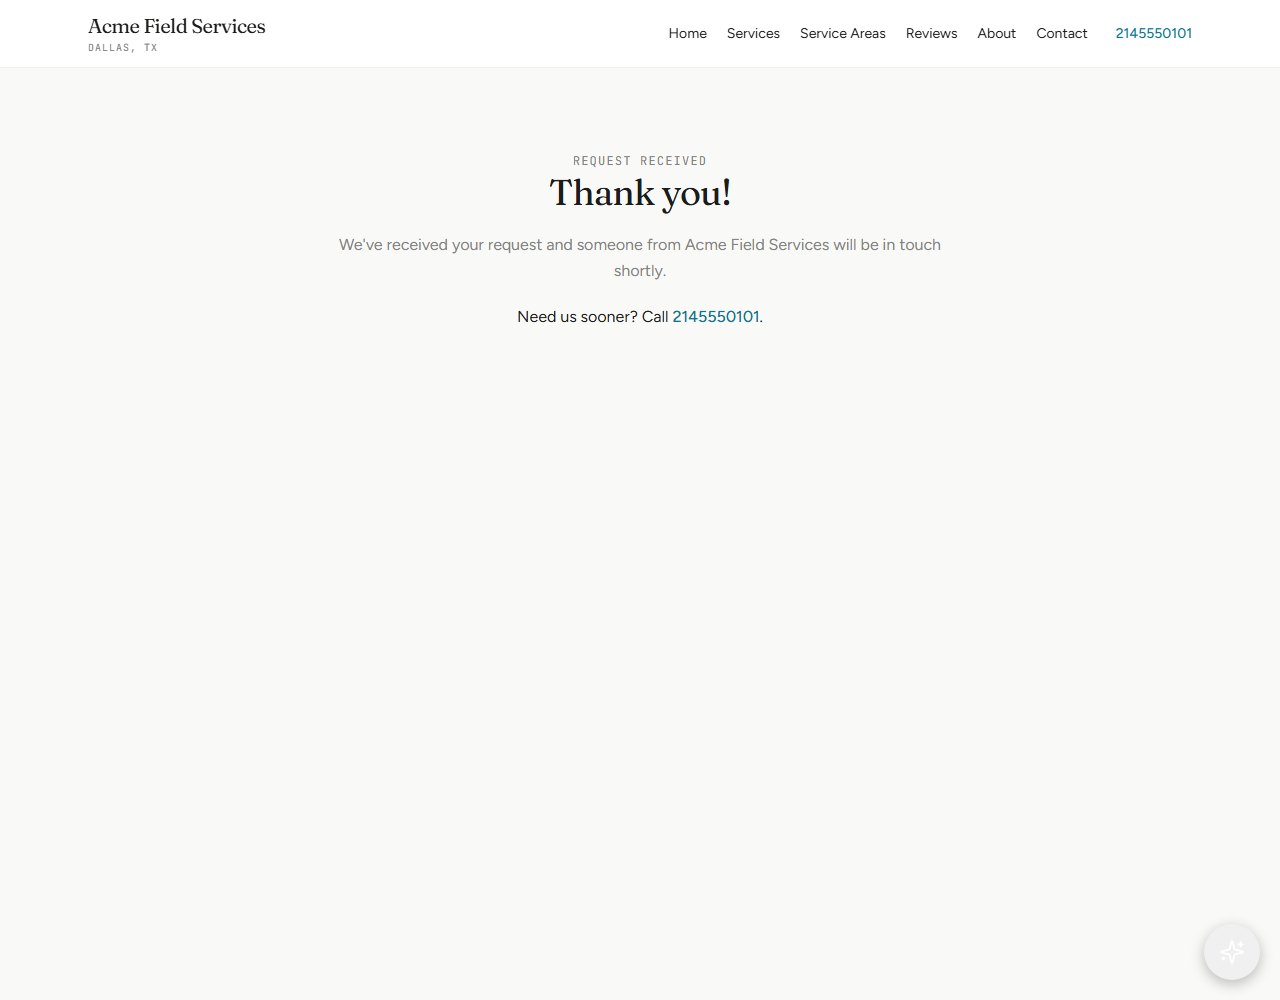 Acme Field Services
DALLAS, TX
Home Services Service Areas Reviews About Contact 2145550101
REQUEST RECEIVED
Thank you!
We've received your request and someone from Acme Field Services will be in touch
shortly.
Need us sooner? Call 2145550101.